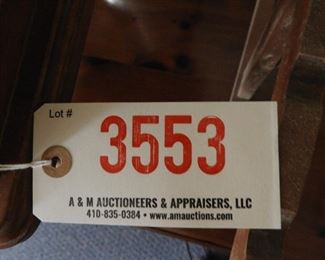 Lot #
3553
A & M AUCTIONEERS & APPRAISERS, LLC
410-835-0384 • www.amauctions.com